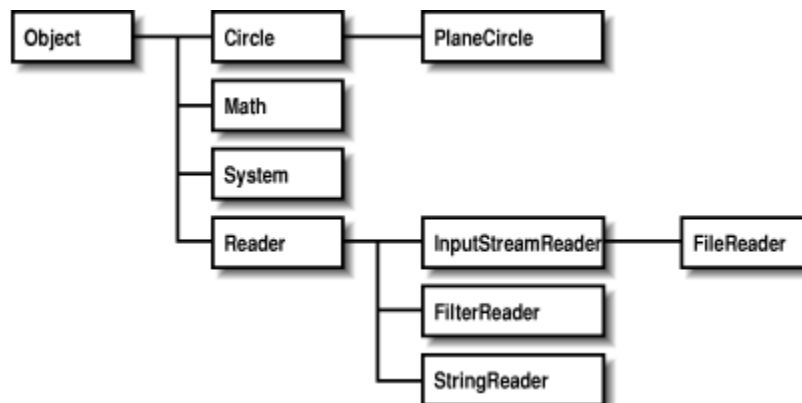 Object
Circle
PlaneCircle
Math
System
Reader
InputStreamReader
FileReader
FilterReader
StringReader